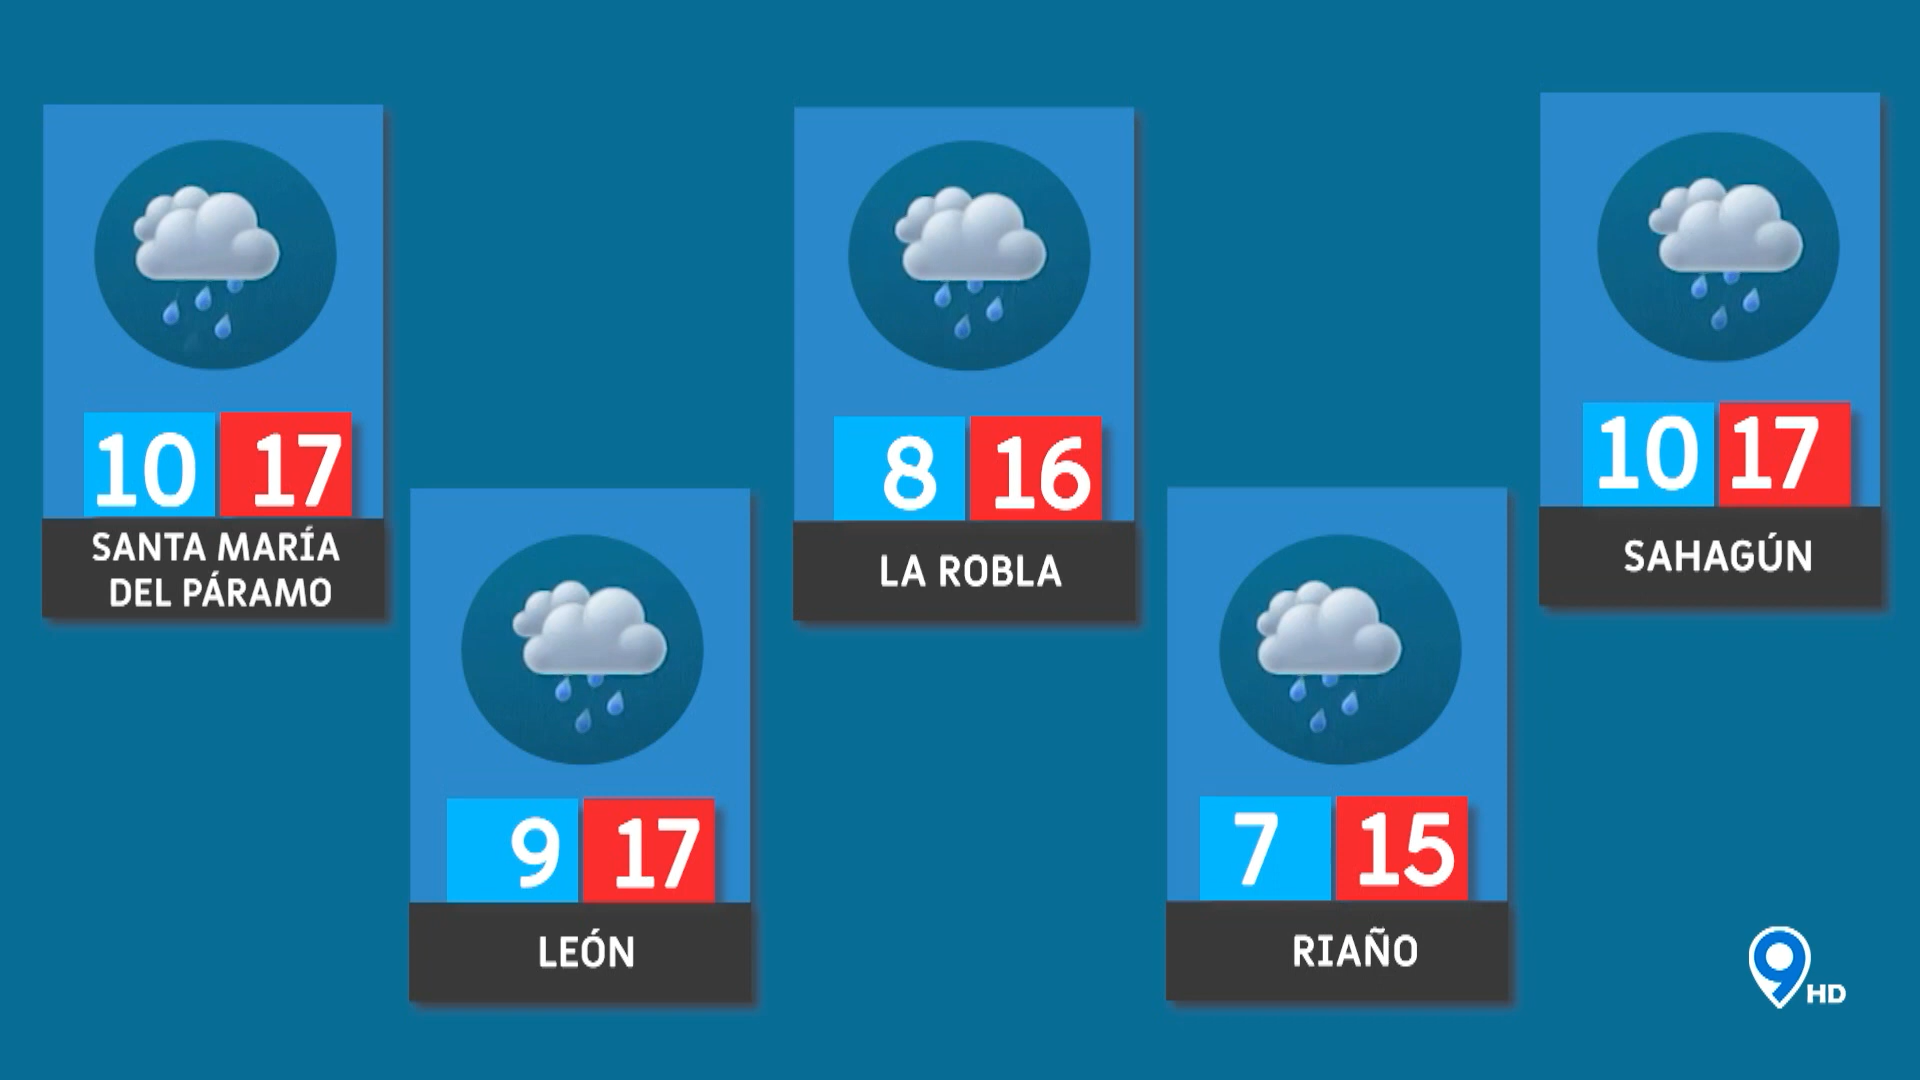 10 17
SANTA MARÍA
DEL PÁRAMO
9 17
LEÓN
8 16
LA ROBLA
7 15
RIAÑO
10 17
SAHAGÚN
9 HD